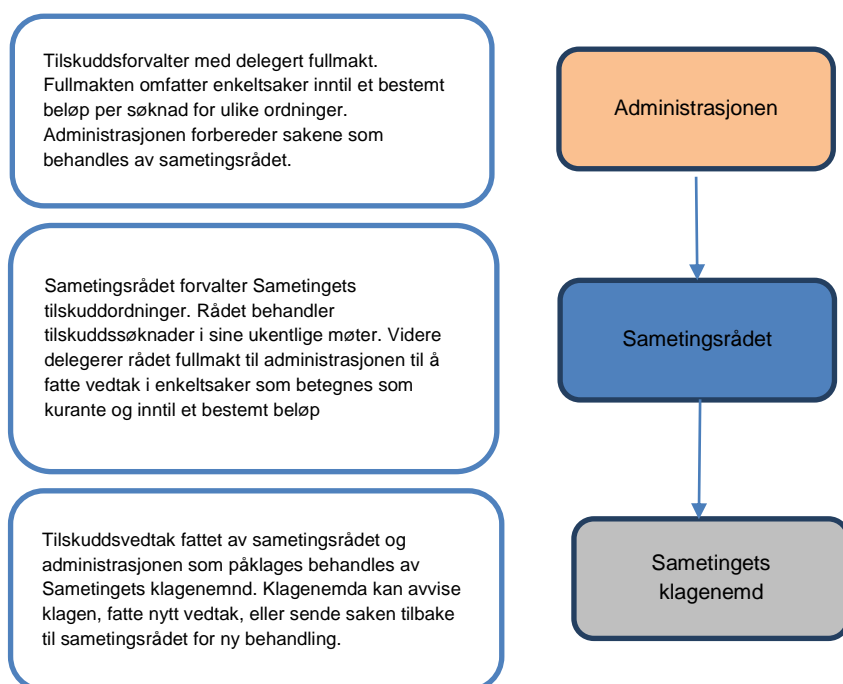 Tilskuddsforvalter med delegert fullmakt.
Fullmakten omfatter enkeltsaker inntil et bestemt
beløp per søknad for ulike ordninger.
Administrasjonen forbereder sakene som
behandles av sametingsrådet.
Administrasjonen
Sametingsrådet forvalter Sametingets
tilskuddordninger. Rådet behandler
tilskuddssøknader i sine ukentlige møter. Videre
delegerer rådet fullmakt til administrasjonen til å
fatte vedtak i enkeltsaker som betegnes som
kurante og inntil et bestemt beløp
Sametingsrådet
Tilskuddsvedtak fattet av sametingsrådet og
administrasjonen som påklages behandles av
Sametingets klagenemnd. Klagenemda kan avvise
klagen, fatte nytt vedtak, eller sende saken tilbake
til sametingsrådet for ny behandling.
Sametingets
klagenemd